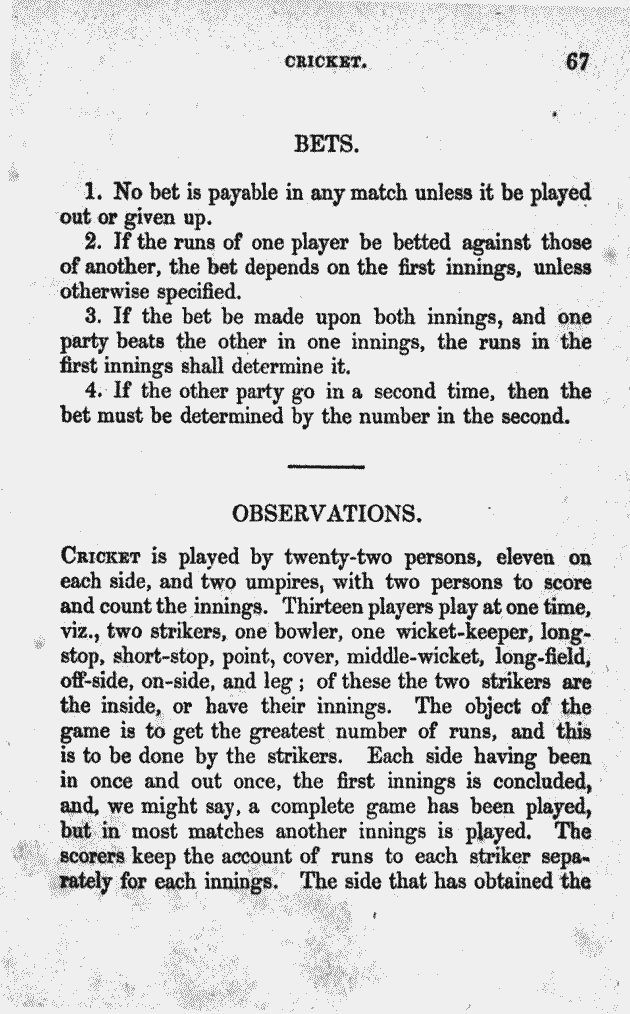 CRICKET.
67
BETS.
1. No bet is payable in any match unless it be played
out or given up.
2. If the runs of one player be betted against those
of another, the bet depends on the first innings, unless
otherwise specified.
3. If the bet be made upon both innings, and one
party beats the other in one innings, the runs in the
first innings shall determine it.
4. If the other party go in a second time, then the
bet must be determined by the number in the second.
OBSERVATIONS.
CRICKET is played by twenty-two persons, eleven on
each side, and two umpires, with two persons to score
and count the innings. Thirteen players play at one time,
viz., two strikers, one bowler, one wicket-keeper, long-
stop, short-stop, point, cover, middle-wicket, long-field,
off-side, on-side, and leg; of these the two strikers are
the inside, or have their innings. The object of the
game is to get the greatest number of runs, and this
is to be done by the strikers. Each side having been
in once and out once, the first innings is concluded,
and, we might say, a complete game has been played,
but in most matches another innings is played. The
scorers keep the account of runs to each striker sepa-
rately for each innings. The side that has obtained the